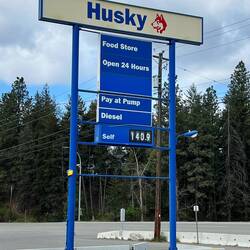 Husky
Food Store
Open 24 Hours
Pay at Pump
Diesel
Self 140.9